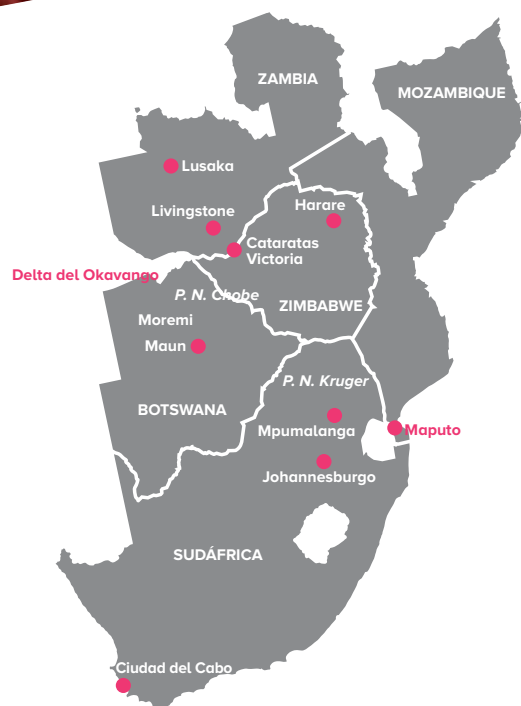 ZAMBIA
MOZAMBIQUE
Lusaka
Livingstone
Harare
Cataratas
Victoria
Delta del Okavango
P. N. Chobe
ZIMBABWE
Moremi
Maun
P. N. Kruger
BOTSWANA
Mpumalanga
Maputo
Johannesburgo
SUDÁFRICA
Ciudad del Cabo